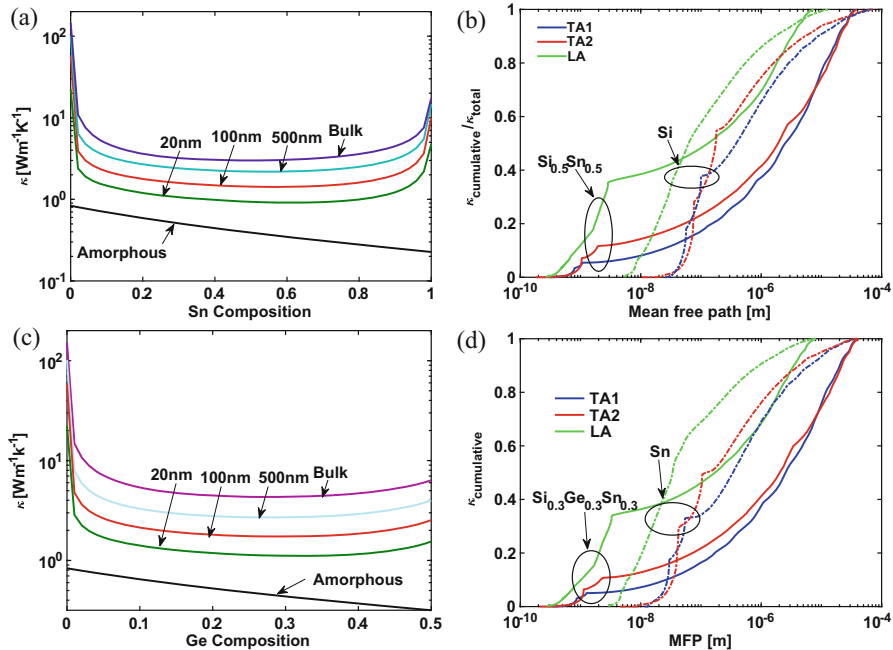 (a)
κ [Wm⁻¹K⁻¹]
10²
10¹
10⁰
10⁻¹
20nm
100nm
500nm
Bulk
Amorphous
0 0.2 0.4 0.6 0.8 1
Sn Composition
(b)
κcumulative/κtotal
1
0.8
0.6
0.4
0.2
0
TA1
TA2
LA
Si
Si0.5Sn0.5
10⁻¹⁰ 10⁻⁸ 10⁻⁶ 10⁻⁴
Mean free path [m]
(c)
κ [Wm⁻¹k⁻¹]
10²
10¹
10⁰
20nm
100nm
500nm
Bulk
Amorphous
0 0.1 0.2 0.3 0.4 0.5
Ge Composition
(d)
κcumulative
1
0.8
0.6
0.4
0.2
0
TA1
TA2
LA
Sn
Si0.3Ge0.3Sn0.3
10⁻¹⁰ 10⁻⁸ 10⁻⁶ 10⁻⁴
MFP [m]